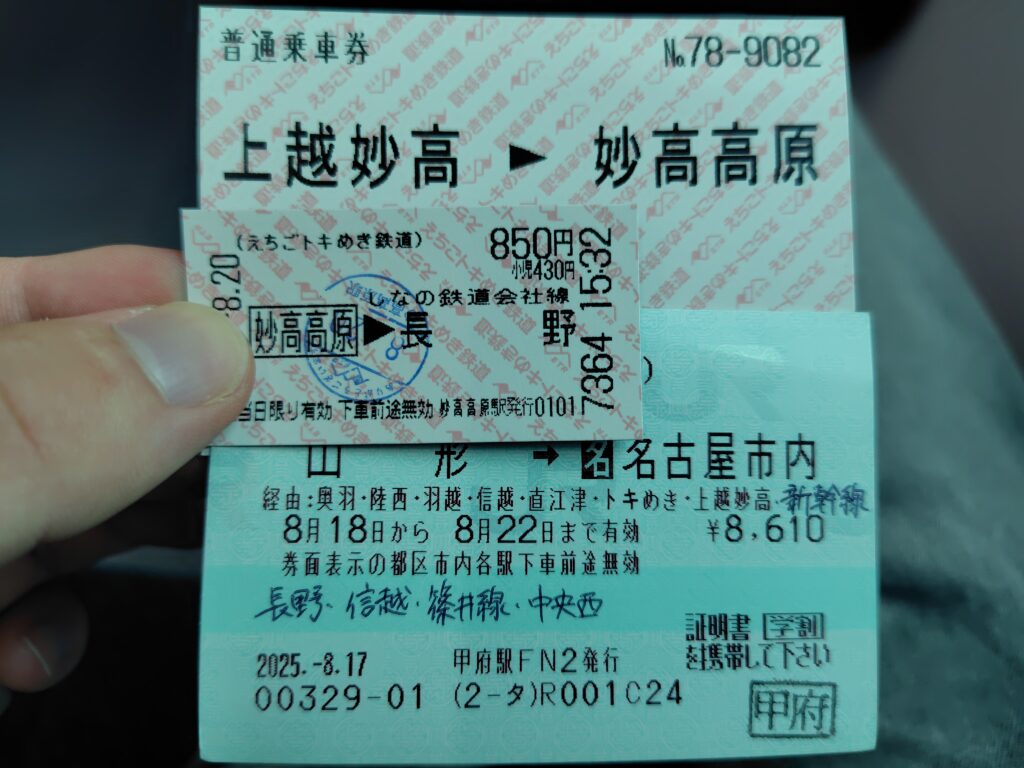 普通乗車券
№78-9082
上越妙高 ▶ 妙高高原
(えちごトキめき鉄道)
850円
小児430円
8.20
しなの鉄道会社線
妙高高原▶長野
7364 15:32
当日限り有効 下車前途無効 妙高高原駅発行0101
山形 → 名 名古屋市内
経由:奥羽・陸西・羽越・信越・直江津・トキめき・上越妙高・新幹線
8月18日から 8月22日まで有効 ¥8,610
券面表示の都区市内各駅下車前途無効
長野・信越・篠井線・中央西
証明書 学割
を携帯して下さい
2025.-8.17 甲府駅FN2発行
00329-01 (2-タ)R001C24
甲府